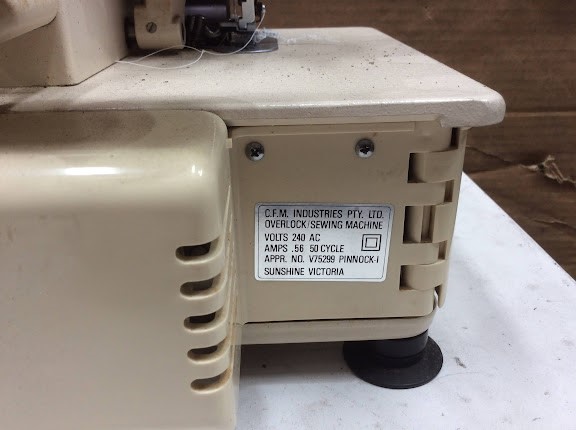 C.F.M. INDUSTRIES PTY. LTD.
OVERLOCK/SEWING MACHINE
VOLTS 240 AC
AMPS .56 50 CYCLE
APPR. NO. V75299 PINNOCK-I
SUNSHINE VICTORIA